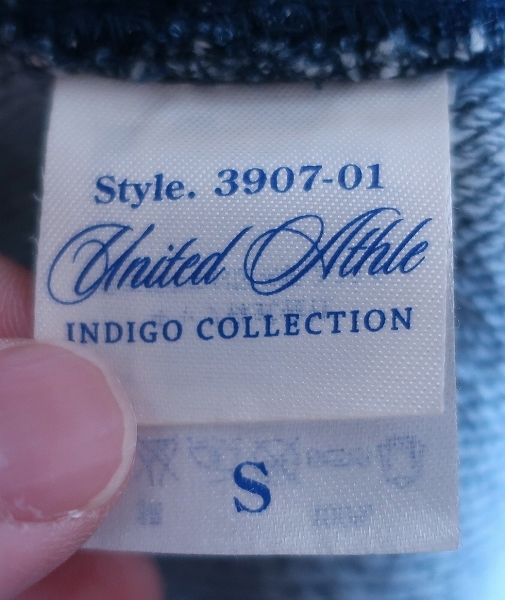 Style. 3907-01
United Athle
INDIGO COLLECTION
S